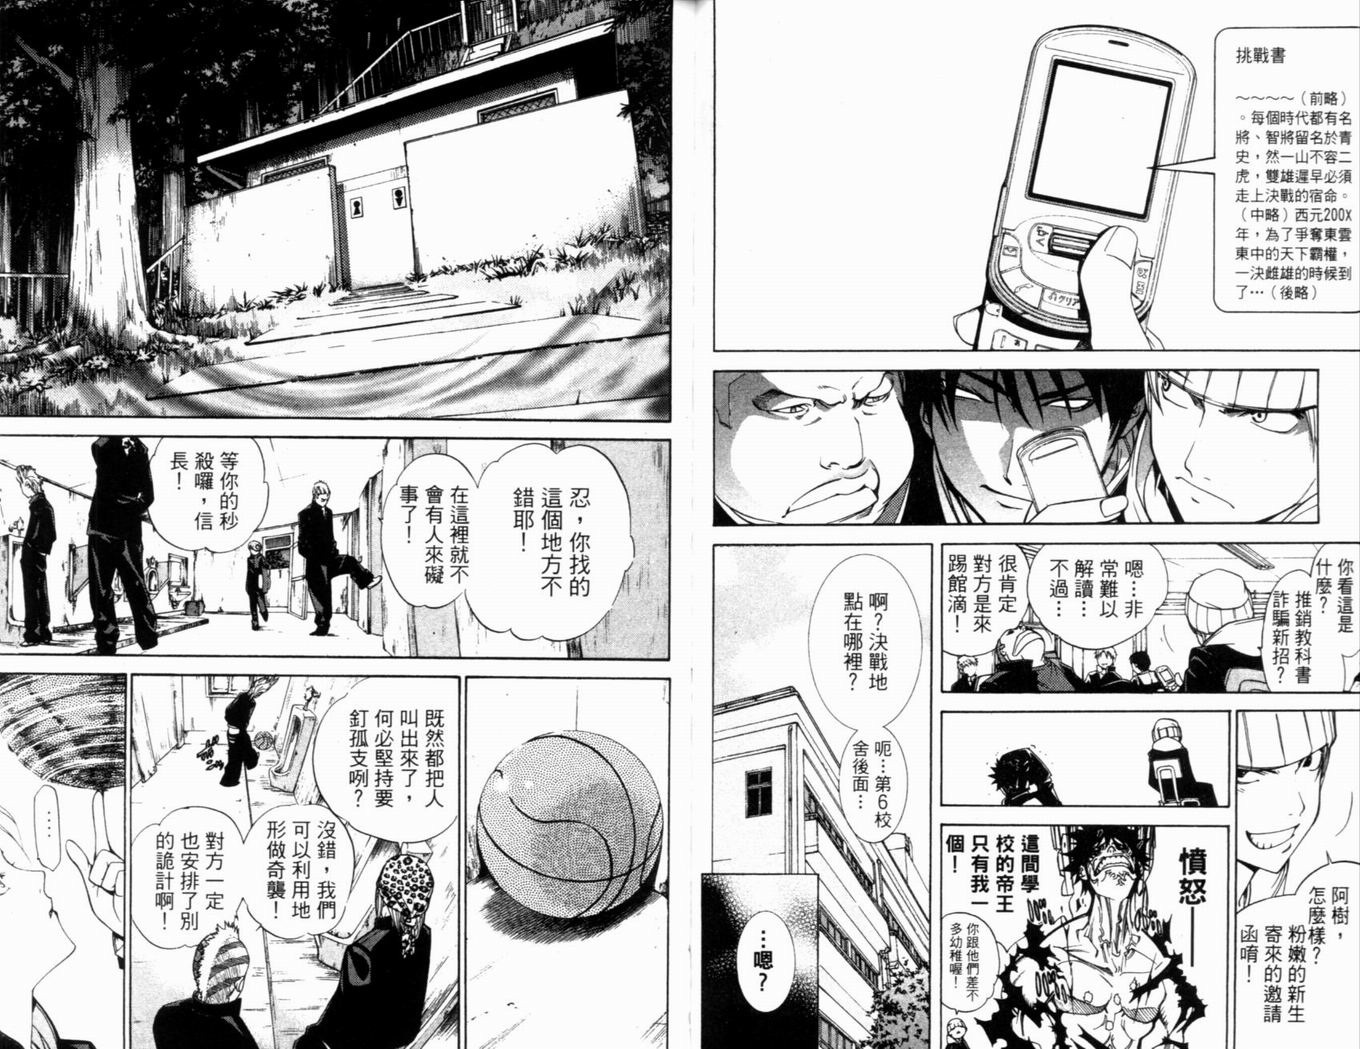 挑戰書
~~~~(前略)
。每個時代都有名
將、智將留名於青
史，然一山不容二
虎，雙雄遲早必須
走上決戰的宿命。
(中略)西元200X
年，為了爭奪東雲
東中的天下霸權，
一決雌雄的時候到
了…(後略)
クリア
你看這是
什麼？
推銷教科書
詐騙新招？
嗯…非
常難以
解讀…
不過…
很肯定
對方是來
踢館滴！
阿樹，
怎麼樣？
粉嫩的新生
寄來的邀請
函唷！
憤怒——
這間學
校的帝王
只有我一
個！
你跟他們差不
多幼稚喔！
啊？決戰地
點在哪裡？
呃…第6校
舍後面…
…嗯？
忍，你找的
這個地方不
錯耶！
在這裡就不
會有人來礙
事了！
等你的秒
殺囉，信
長！
既然都把人
叫出來了，
何必堅持要
釘孤支咧？
沒錯，我們
可以利用地
形做奇襲！
對方一定
也安排了別
的詭計啊！
……